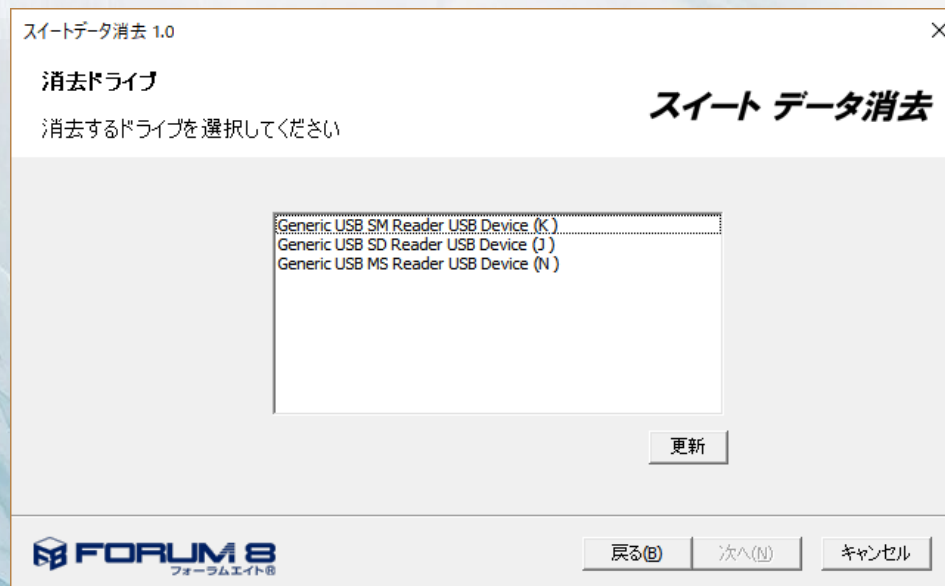 スイートデータ消去 1.0
消去ドライブ
消去するドライブを選択してください
スイート データ消去
Generic USB SM Reader USB Device (K )
Generic USB SD Reader USB Device (J )
Generic USB MS Reader USB Device (N )
更新
FORUM 8
フォーラムエイト®
戻る(B)
次へ(N)
キャンセル